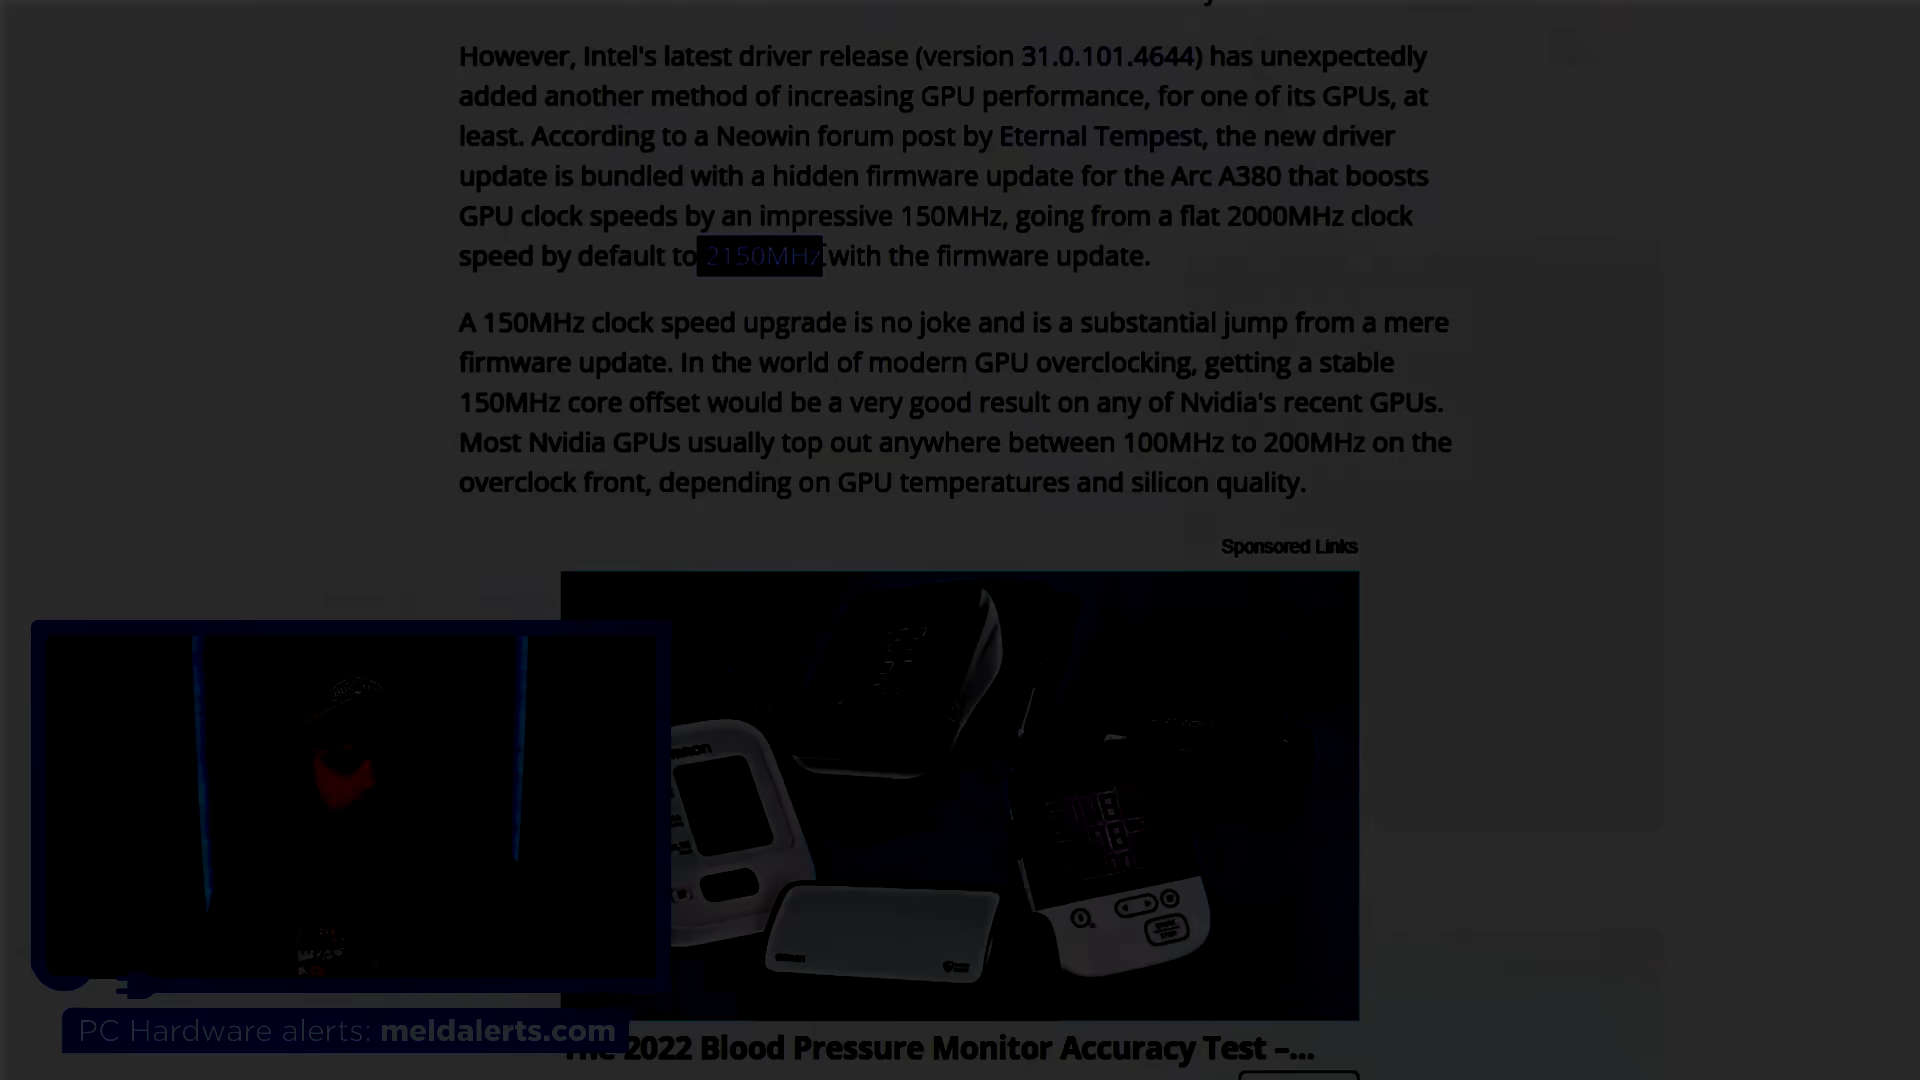 However, Intel's latest driver release (version 31.0.101.4644) has unexpectedly
added another method of increasing GPU performance, for one of its GPUs, at
least. According to a Neowin forum post by Eternal Tempest, the new driver
update is bundled with a hidden firmware update for the Arc A380 that boosts
GPU clock speeds by an impressive 150MHz, going from a flat 2000MHz clock
speed by default to 2150MHz with the firmware update.
A 150MHz clock speed upgrade is no joke and is a substantial jump from a mere
firmware update. In the world of modern GPU overclocking, getting a stable
150MHz core offset would be a very good result on any of Nvidia's recent GPUs.
Most Nvidia GPUs usually top out anywhere between 100MHz to 200MHz on the
overclock front, depending on GPU temperatures and silicon quality.
Sponsored Links
START
STOP
PC Hardware alerts: meldalerts.com
2022 Blood Pressure Monitor Accuracy Test –...